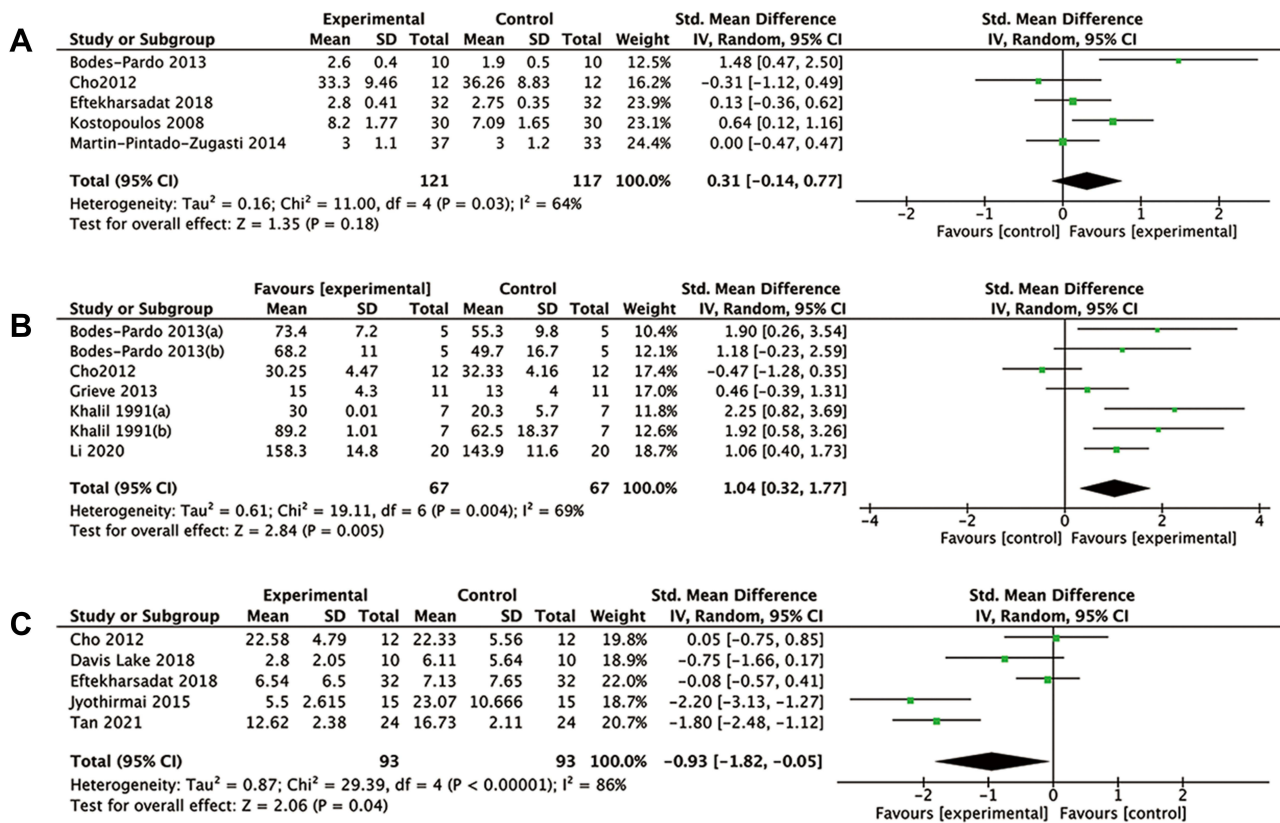 A
Experimental Control Std. Mean Difference Std. Mean Difference
Study or Subgroup Mean SD Total Mean SD Total Weight IV, Random, 95% CI IV, Random, 95% CI
Bodes-Pardo 2013 2.6 0.4 10 1.9 0.5 10 12.5% 1.48 [0.47, 2.50]
Cho2012 33.3 9.46 12 36.26 8.83 12 16.2% −0.31 [−1.12, 0.49]
Eftekharsadat 2018 2.8 0.41 32 2.75 0.35 32 23.9% 0.13 [−0.36, 0.62]
Kostopoulos 2008 8.2 1.77 30 7.09 1.65 30 23.1% 0.64 [0.12, 1.16]
Martin-Pintado-Zugasti 2014 3 1.1 37 3 1.2 33 24.4% 0.00 [−0.47, 0.47]
Total (95% CI) 121 117 100.0% 0.31 [−0.14, 0.77]
Heterogeneity: Tau² = 0.16; Chi² = 11.00, df = 4 (P = 0.03); I² = 64%
Test for overall effect: Z = 1.35 (P = 0.18)
−2 −1 0 1 2
Favours [control] Favours [experimental]
B
Favours [experimental] Control Std. Mean Difference Std. Mean Difference
Study or Subgroup Mean SD Total Mean SD Total Weight IV, Random, 95% CI IV, Random, 95% CI
Bodes-Pardo 2013(a) 73.4 7.2 5 55.3 9.8 5 10.4% 1.90 [0.26, 3.54]
Bodes-Pardo 2013(b) 68.2 11 5 49.7 16.7 5 12.1% 1.18 [−0.23, 2.59]
Cho2012 30.25 4.47 12 32.33 4.16 12 17.4% −0.47 [−1.28, 0.35]
Grieve 2013 15 4.3 11 13 4 11 17.0% 0.46 [−0.39, 1.31]
Khalil 1991(a) 30 0.01 7 20.3 5.7 7 11.8% 2.25 [0.82, 3.69]
Khalil 1991(b) 89.2 1.01 7 62.5 18.37 7 12.6% 1.92 [0.58, 3.26]
Li 2020 158.3 14.8 20 143.9 11.6 20 18.7% 1.06 [0.40, 1.73]
Total (95% CI) 67 67 100.0% 1.04 [0.32, 1.77]
Heterogeneity: Tau² = 0.61; Chi² = 19.11, df = 6 (P = 0.004); I² = 69%
Test for overall effect: Z = 2.84 (P = 0.005)
−4 −2 0 2 4
Favours [control] Favours [experimental]
C
Experimental Control Std. Mean Difference Std. Mean Difference
Study or Subgroup Mean SD Total Mean SD Total Weight IV, Random, 95% CI IV, Random, 95% CI
Cho 2012 22.58 4.79 12 22.33 5.56 12 19.8% 0.05 [−0.75, 0.85]
Davis Lake 2018 2.8 2.05 10 6.11 5.64 10 18.9% −0.75 [−1.66, 0.17]
Eftekharsadat 2018 6.54 6.5 32 7.13 7.65 32 22.0% −0.08 [−0.57, 0.41]
Jyothirmai 2015 5.5 2.615 15 23.07 10.666 15 18.7% −2.20 [−3.13, −1.27]
Tan 2021 12.62 2.38 24 16.73 2.11 24 20.7% −1.80 [−2.48, −1.12]
Total (95% CI) 93 93 100.0% −0.93 [−1.82, −0.05]
Heterogeneity: Tau² = 0.87; Chi² = 29.39, df = 4 (P < 0.00001); I² = 86%
Test for overall effect: Z = 2.06 (P = 0.04)
−2 −1 0 1 2
Favours [experimental] Favours [control]